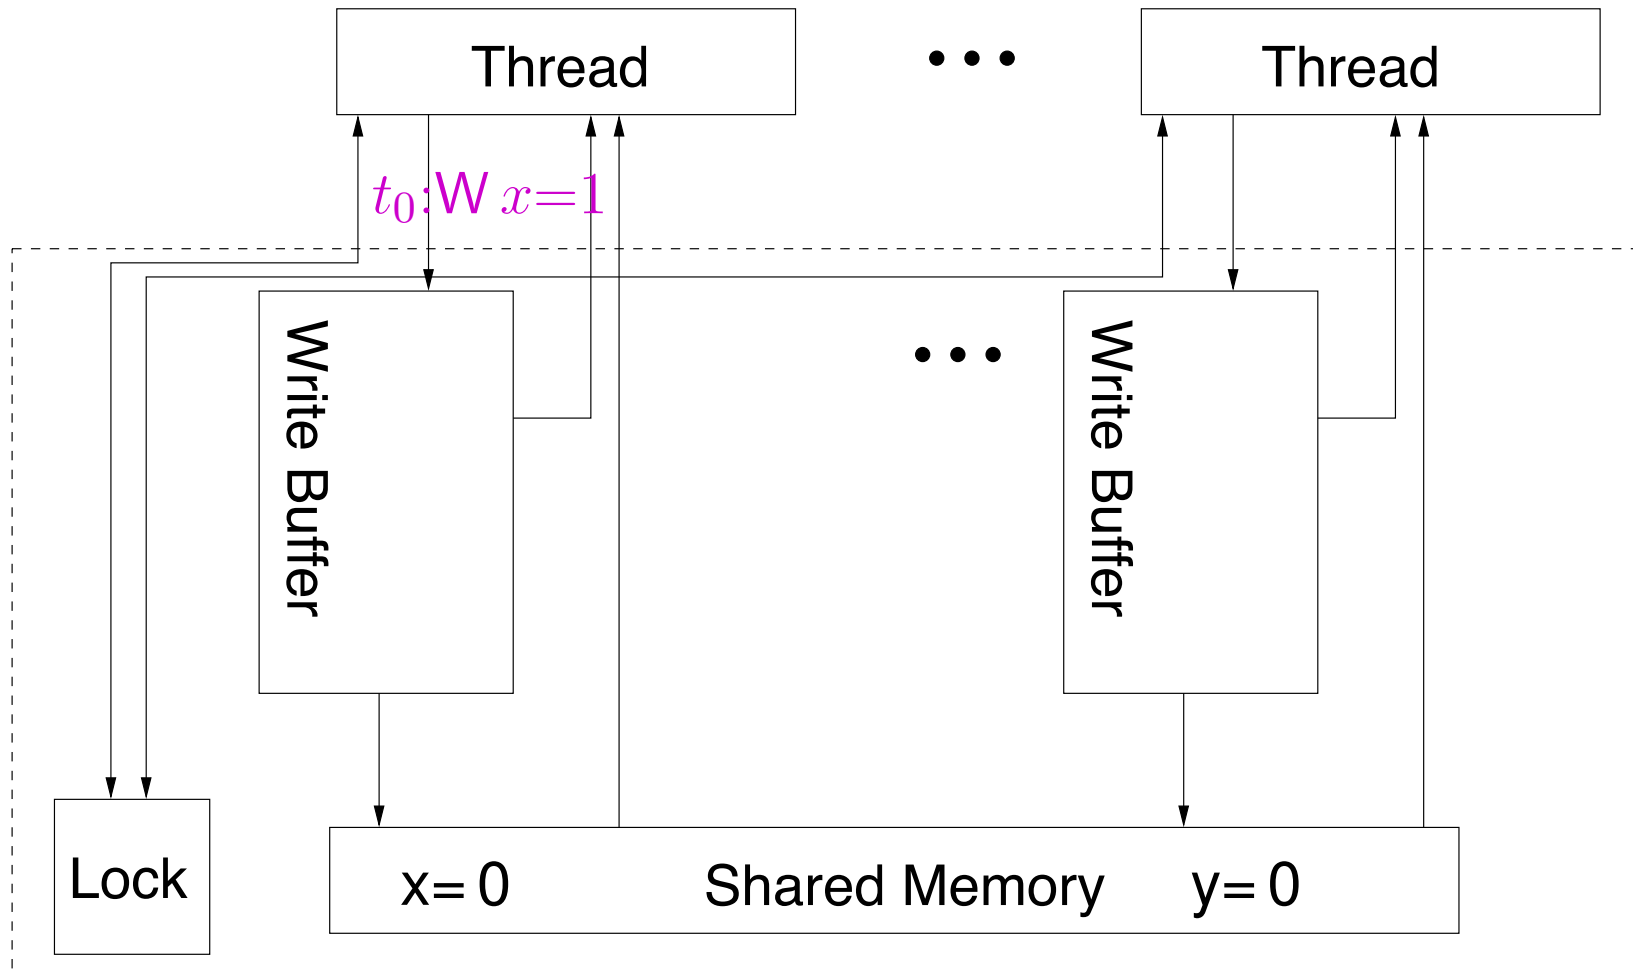 Thread
Thread
t₀:W x=1
Write Buffer
Write Buffer
Lock
x= 0 Shared Memory y= 0